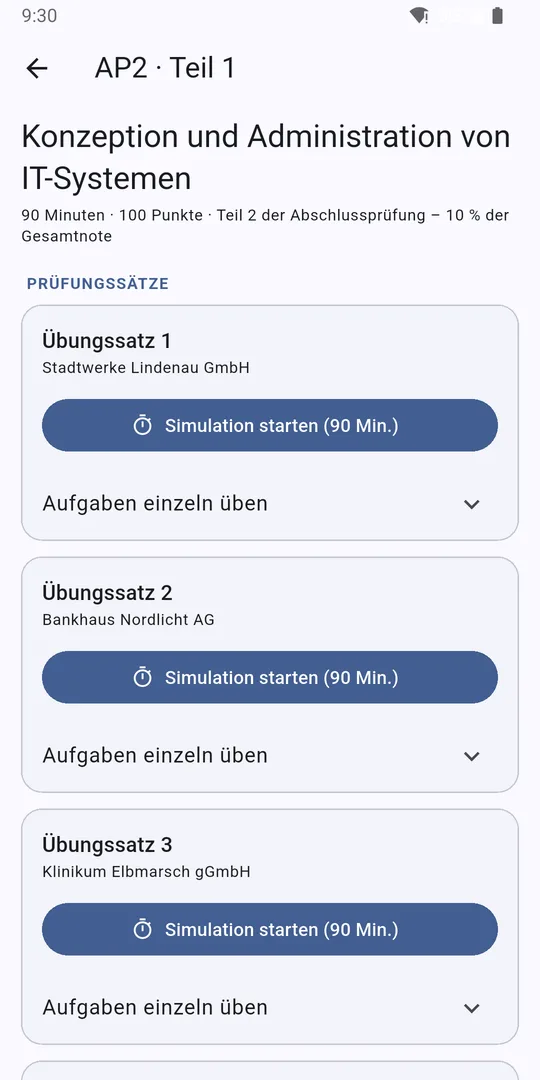 9:30
AP2 · Teil 1
Konzeption und Administration von
IT-Systemen
90 Minuten · 100 Punkte · Teil 2 der Abschlussprüfung – 10 % der
Gesamtnote
PRÜFUNGSSÄTZE
Übungssatz 1
Stadtwerke Lindenau GmbH
Simulation starten (90 Min.)
Aufgaben einzeln üben
Übungssatz 2
Bankhaus Nordlicht AG
Simulation starten (90 Min.)
Aufgaben einzeln üben
Übungssatz 3
Klinikum Elbmarsch gGmbH
Simulation starten (90 Min.)
Aufgaben einzeln üben